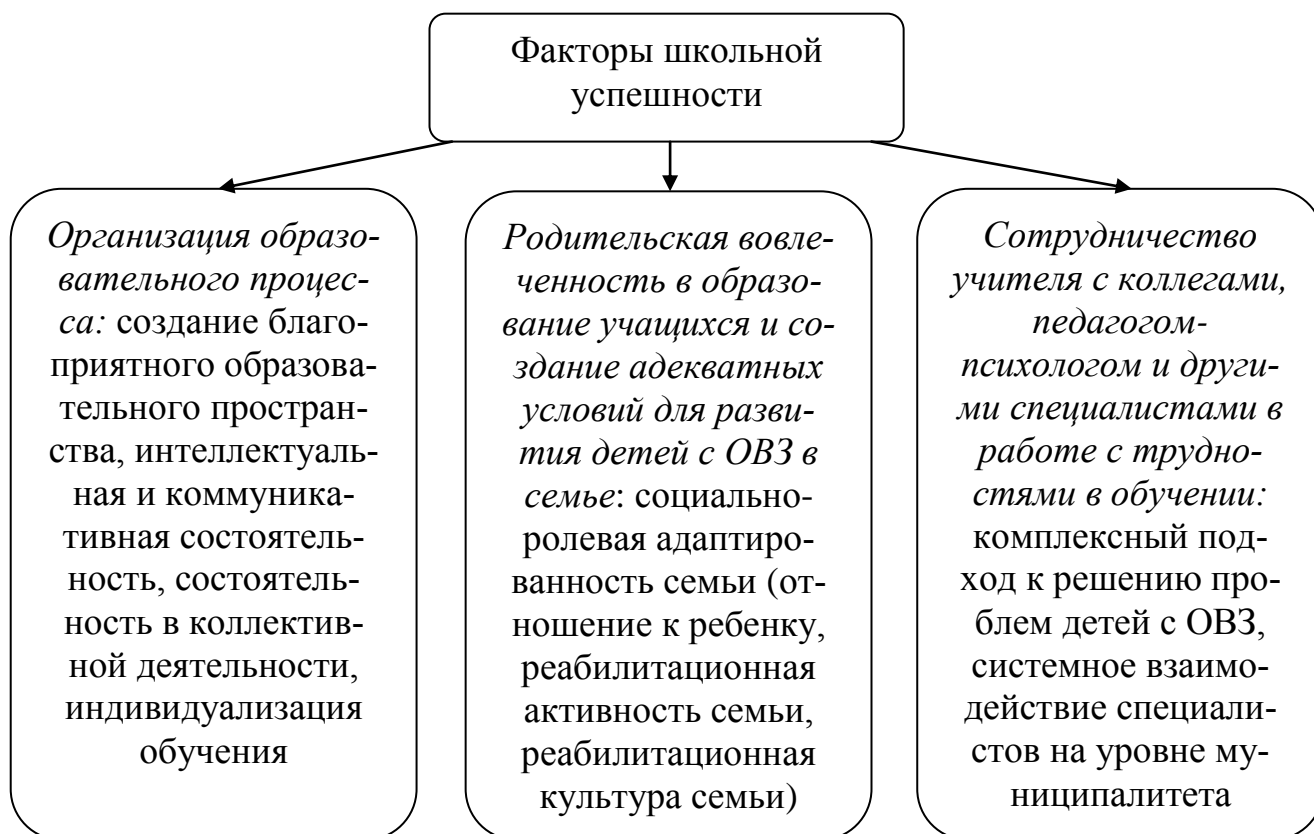 Факторы школьной
успешности
Организация образо-
вательного процес-
са: создание благо-
приятного образова-
тельного простран-
ства, интеллектуаль-
ная и коммуника-
тивная состоятель-
ность, состоятель-
ность в коллектив-
ной деятельности,
индивидуализация
обучения
Родительская вовле-
ченность в образо-
вание учащихся и со-
здание адекватных
условий для разви-
тия детей с ОВЗ в
семье: социально-
ролевая адаптиро-
ванность семьи (от-
ношение к ребенку,
реабилитационная
активность семьи,
реабилитационная
культура семьи)
Сотрудничество
учителя с коллегами,
педагогом-
психологом и други-
ми специалистами в
работе с трудно-
стями в обучении:
комплексный под-
ход к решению про-
блем детей с ОВЗ,
системное взаимо-
действие специали-
стов на уровне му-
ниципалитета